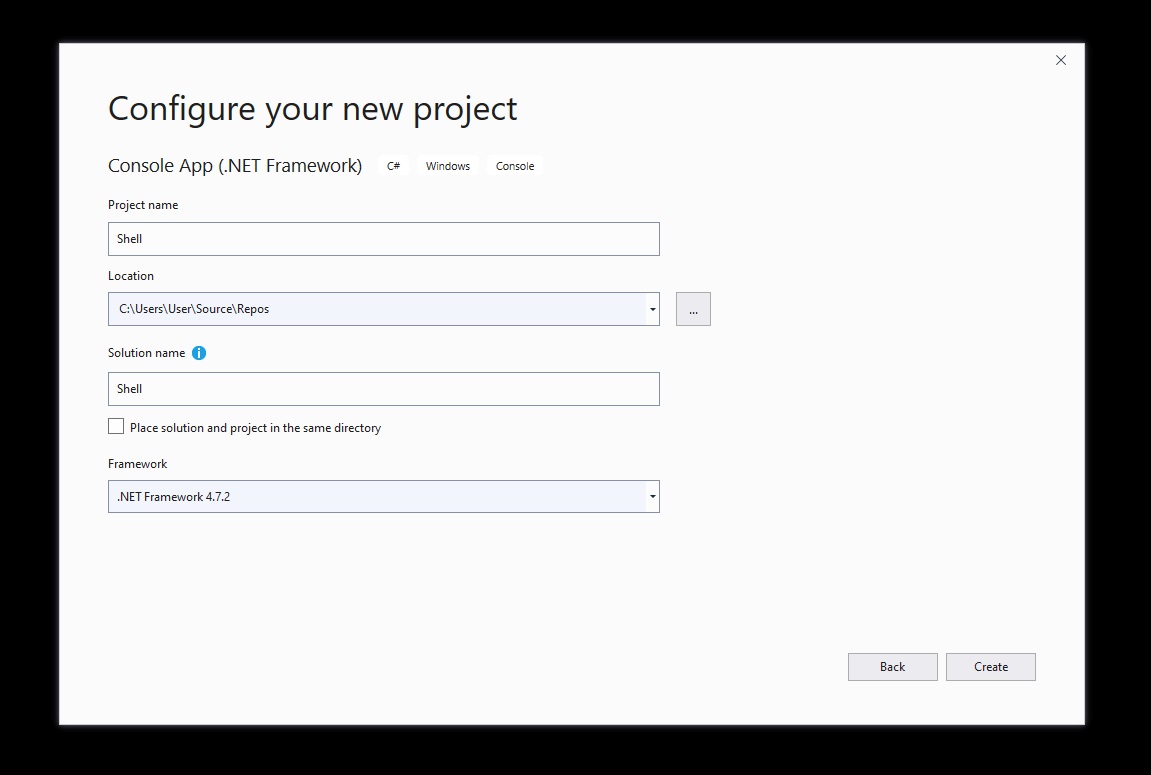 Configure your new project
Console App (.NET Framework) C# Windows Console
Project name
Shell
Location
C:\Users\User\Source\Repos
...
Solution name
Shell
Place solution and project in the same directory
Framework
.NET Framework 4.7.2
Back Create